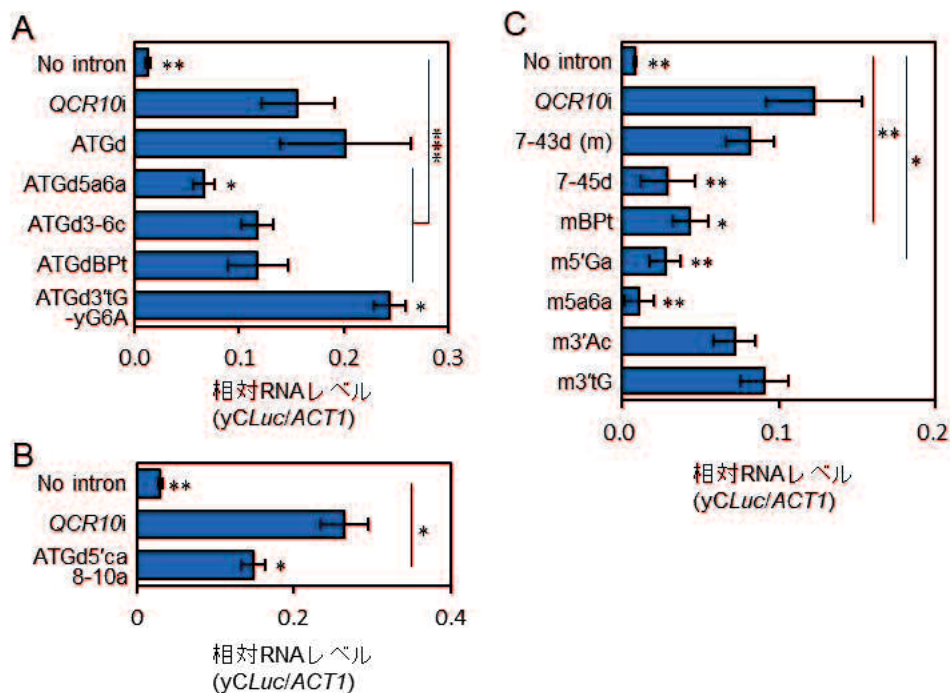 A
No intron
**
QCR10i
ATGd
***
ATGd5a6a
*
ATGd3-6c
ATGdBPt
ATGd3'tG
-yG6A
*
0.0
0.1
0.2
0.3
相対RNAレベル
(yCLuc/ACT1)
B
No intron
**
QCR10i
*
ATGd5'ca
8-10a
*
0
0.2
0.4
相対RNAレベル
(yCLuc/ACT1)
C
No intron
**
QCR10i
7-43d (m)
**
*
7-45d
**
mBPt
*
m5'Ga
**
m5a6a
**
m3'Ac
m3'tG
0.0
0.1
0.2
相対RNAレベル
(yCLuc/ACT1)